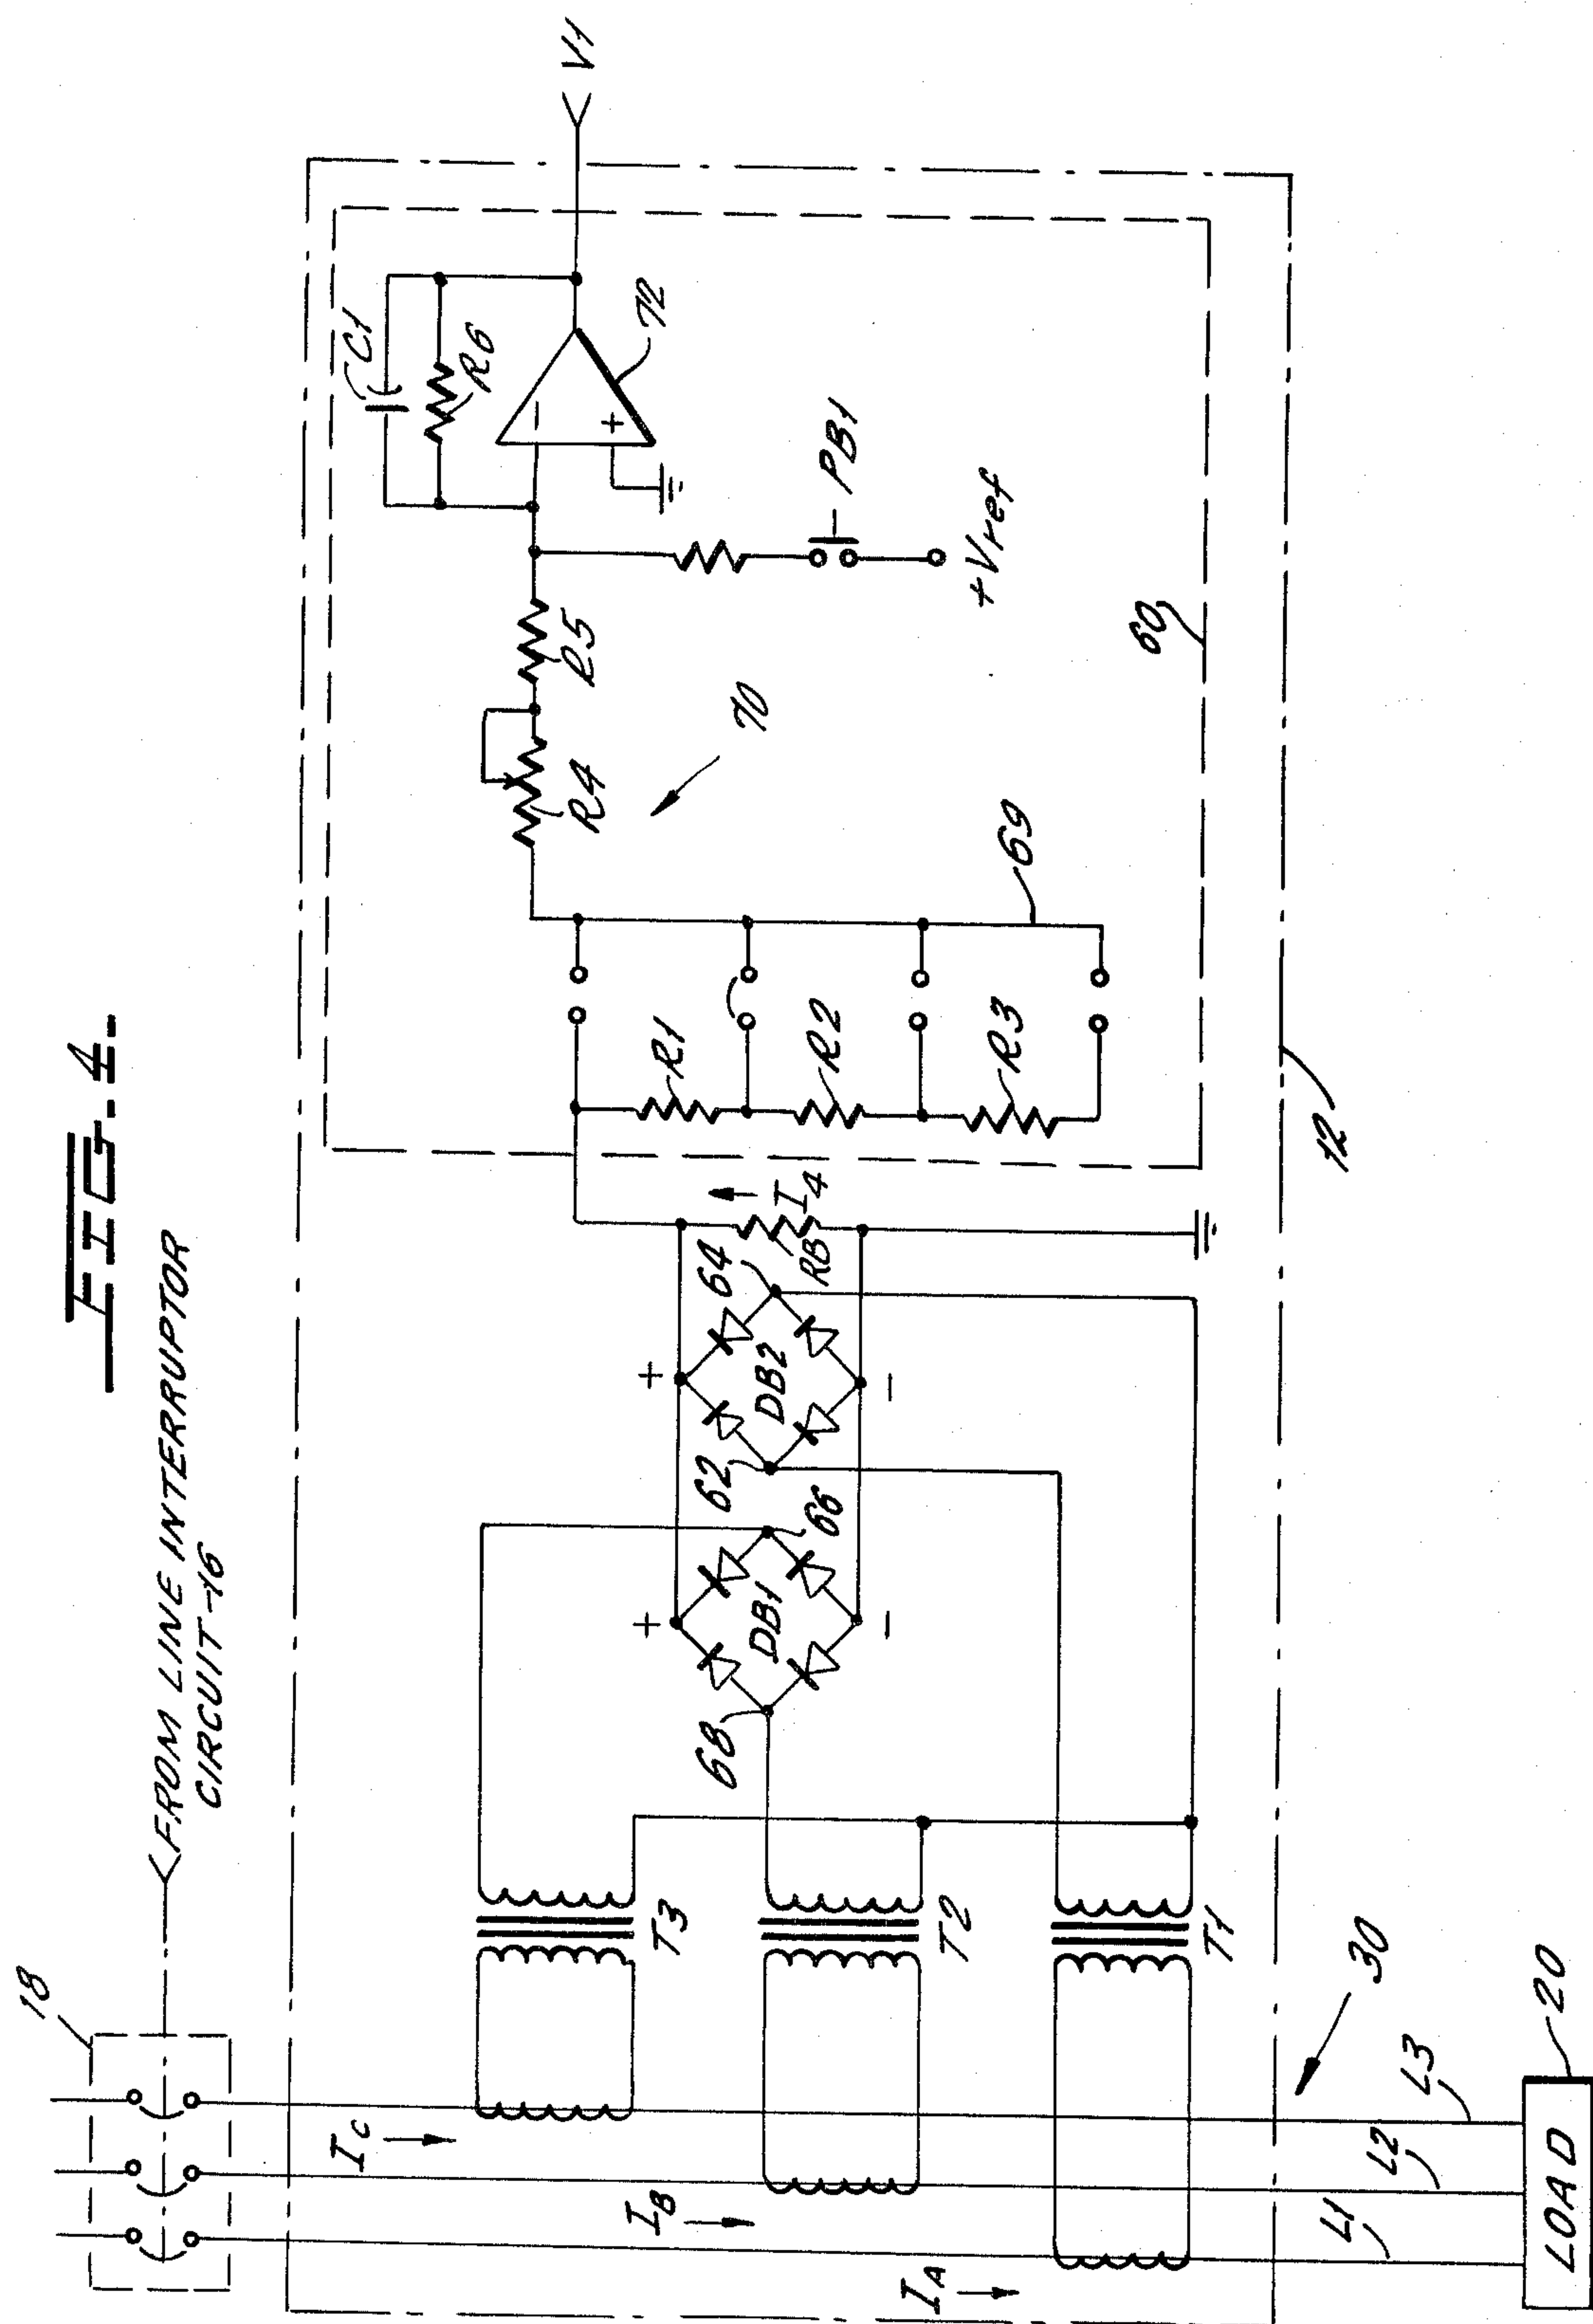 FIG. 4.
18
FROM LINE INTERRUPTOR
CIRCUIT-16
IC
IB
IA
T3
T2
T1
L1
L2
L3
LOAD
20
30
68
DB1
66
+
-
62
DB2
64
+
-
RB
I4
R1
R2
R3
69
70
R4
R5
C1
R6
-
+
72
PB1
+Vref
60
12
V1